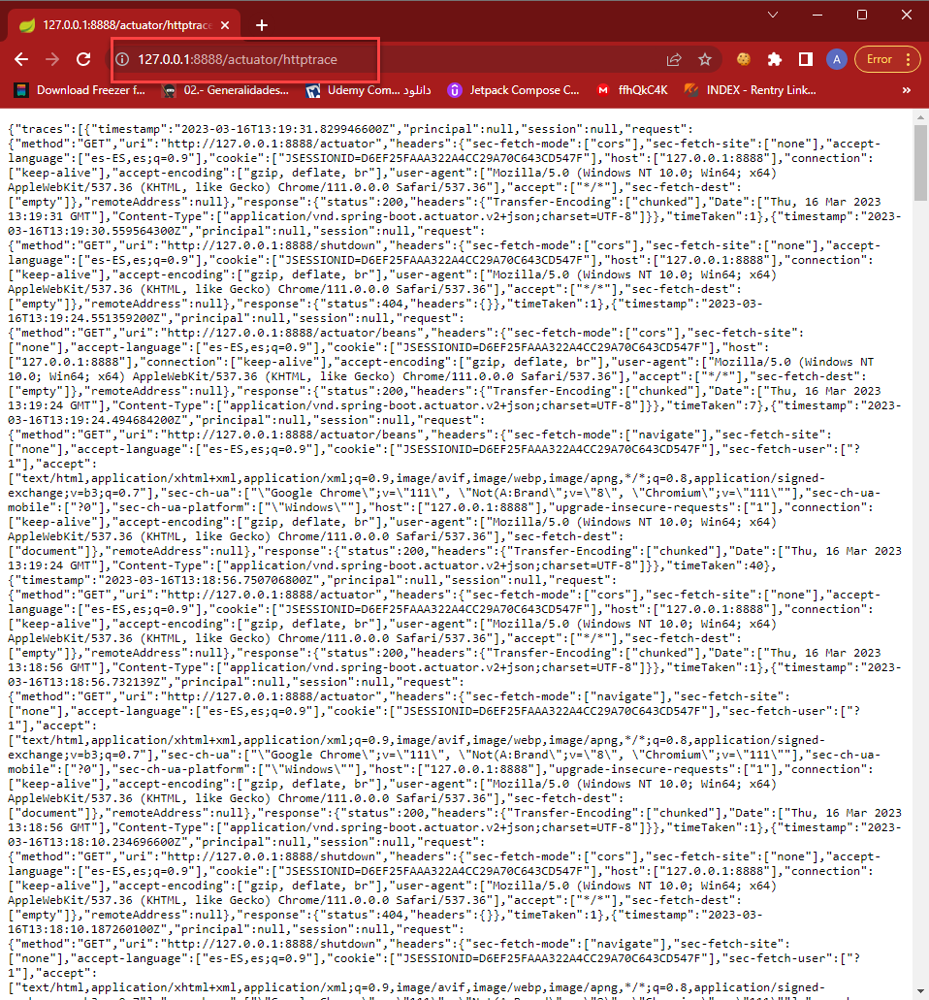 127.0.0.1:8888/actuator/httptrace
127.0.0.1:8888/actuator/httptrace
A
Error
Download Freezer f...
02.- Generalidades...
Udemy Com... دانلود
Jetpack Compose C...
ffhQkC4K
INDEX - Rentry Link...
»
{"traces":[{"timestamp":"2023-03-16T13:19:31.829946600Z","principal":null,"session":null,"request":
{"method":"GET","uri":"http://127.0.0.1:8888/actuator","headers":{"sec-fetch-mode":["cors"],"sec-fetch-site":["none"],"accept-
language":["es-ES,es;q=0.9"],"cookie":["JSESSIONID=D6EF25FAAA322A4CC29A70C643CD547F"],"host":["127.0.0.1:8888"],"connection":
["keep-alive"],"accept-encoding":["gzip, deflate, br"],"user-agent":["Mozilla/5.0 (Windows NT 10.0; Win64; x64)
AppleWebKit/537.36 (KHTML, like Gecko) Chrome/111.0.0.0 Safari/537.36"],"accept":["*/*"],"sec-fetch-dest":
["empty"]},"remoteAddress":null},"response":{"status":200,"headers":{"Transfer-Encoding":["chunked"],"Date":["Thu, 16 Mar 2023
13:19:31 GMT"],"Content-Type":["application/vnd.spring-boot.actuator.v2+json;charset=UTF-8"]}},"timeTaken":1},{"timestamp":"2023-
03-16T13:19:30.559564300Z","principal":null,"session":null,"request":
{"method":"GET","uri":"http://127.0.0.1:8888/shutdown","headers":{"sec-fetch-mode":["cors"],"sec-fetch-site":["none"],"accept-
language":["es-ES,es;q=0.9"],"cookie":["JSESSIONID=D6EF25FAAA322A4CC29A70C643CD547F"],"host":["127.0.0.1:8888"],"connection":
["keep-alive"],"accept-encoding":["gzip, deflate, br"],"user-agent":["Mozilla/5.0 (Windows NT 10.0; Win64; x64)
AppleWebKit/537.36 (KHTML, like Gecko) Chrome/111.0.0.0 Safari/537.36"],"accept":["*/*"],"sec-fetch-dest":
["empty"]},"remoteAddress":null},"response":{"status":404,"headers":{}},"timeTaken":1},{"timestamp":"2023-03-
16T13:19:24.551359200Z","principal":null,"session":null,"request":
{"method":"GET","uri":"http://127.0.0.1:8888/actuator/beans","headers":{"sec-fetch-mode":["cors"],"sec-fetch-site":
["none"],"accept-language":["es-ES,es;q=0.9"],"cookie":["JSESSIONID=D6EF25FAAA322A4CC29A70C643CD547F"],"host":
["127.0.0.1:8888"],"connection":["keep-alive"],"accept-encoding":["gzip, deflate, br"],"user-agent":["Mozilla/5.0 (Windows NT
10.0; Win64; x64) AppleWebKit/537.36 (KHTML, like Gecko) Chrome/111.0.0.0 Safari/537.36"],"accept":["*/*"],"sec-fetch-dest":
["empty"]},"remoteAddress":null},"response":{"status":200,"headers":{"Transfer-Encoding":["chunked"],"Date":["Thu, 16 Mar 2023
13:19:24 GMT"],"Content-Type":["application/vnd.spring-boot.actuator.v2+json;charset=UTF-8"]}},"timeTaken":7},{"timestamp":"2023-
03-16T13:19:24.494684200Z","principal":null,"session":null,"request":
{"method":"GET","uri":"http://127.0.0.1:8888/actuator/beans","headers":{"sec-fetch-mode":["navigate"],"sec-fetch-site":
["none"],"accept-language":["es-ES,es;q=0.9"],"cookie":["JSESSIONID=D6EF25FAAA322A4CC29A70C643CD547F"],"sec-fetch-user":["?
1"],"accept":
["text/html,application/xhtml+xml,application/xml;q=0.9,image/avif,image/webp,image/apng,*/*;q=0.8,application/signed-
exchange;v=b3;q=0.7"],"sec-ch-ua":["\"Google Chrome\";v=\"111\", \"Not(A:Brand\";v=\"8\", \"Chromium\";v=\"111\""],"sec-ch-ua-
mobile":["?0"],"sec-ch-ua-platform":["\"Windows\""],"host":["127.0.0.1:8888"],"upgrade-insecure-requests":["1"],"connection":
["keep-alive"],"accept-encoding":["gzip, deflate, br"],"user-agent":["Mozilla/5.0 (Windows NT 10.0; Win64; x64)
AppleWebKit/537.36 (KHTML, like Gecko) Chrome/111.0.0.0 Safari/537.36"],"sec-fetch-dest":
["document"]},"remoteAddress":null},"response":{"status":200,"headers":{"Transfer-Encoding":["chunked"],"Date":["Thu, 16 Mar 2023
13:19:24 GMT"],"Content-Type":["application/vnd.spring-boot.actuator.v2+json;charset=UTF-8"]}},"timeTaken":40},
{"timestamp":"2023-03-16T13:18:56.750706800Z","principal":null,"session":null,"request":
{"method":"GET","uri":"http://127.0.0.1:8888/actuator","headers":{"sec-fetch-mode":["cors"],"sec-fetch-site":["none"],"accept-
language":["es-ES,es;q=0.9"],"cookie":["JSESSIONID=D6EF25FAAA322A4CC29A70C643CD547F"],"host":["127.0.0.1:8888"],"connection":
["keep-alive"],"accept-encoding":["gzip, deflate, br"],"user-agent":["Mozilla/5.0 (Windows NT 10.0; Win64; x64)
AppleWebKit/537.36 (KHTML, like Gecko) Chrome/111.0.0.0 Safari/537.36"],"accept":["*/*"],"sec-fetch-dest":
["empty"]},"remoteAddress":null},"response":{"status":200,"headers":{"Transfer-Encoding":["chunked"],"Date":["Thu, 16 Mar 2023
13:18:56 GMT"],"Content-Type":["application/vnd.spring-boot.actuator.v2+json;charset=UTF-8"]}},"timeTaken":1},{"timestamp":"2023-
03-16T13:18:56.732139Z","principal":null,"session":null,"request":
{"method":"GET","uri":"http://127.0.0.1:8888/actuator","headers":{"sec-fetch-mode":["navigate"],"sec-fetch-site":
["none"],"accept-language":["es-ES,es;q=0.9"],"cookie":["JSESSIONID=D6EF25FAAA322A4CC29A70C643CD547F"],"sec-fetch-user":["?
1"],"accept":
["text/html,application/xhtml+xml,application/xml;q=0.9,image/avif,image/webp,image/apng,*/*;q=0.8,application/signed-
exchange;v=b3;q=0.7"],"sec-ch-ua":["\"Google Chrome\";v=\"111\", \"Not(A:Brand\";v=\"8\", \"Chromium\";v=\"111\""],"sec-ch-ua-
mobile":["?0"],"sec-ch-ua-platform":["\"Windows\""],"host":["127.0.0.1:8888"],"upgrade-insecure-requests":["1"],"connection":
["keep-alive"],"accept-encoding":["gzip, deflate, br"],"user-agent":["Mozilla/5.0 (Windows NT 10.0; Win64; x64)
AppleWebKit/537.36 (KHTML, like Gecko) Chrome/111.0.0.0 Safari/537.36"],"sec-fetch-dest":
["document"]},"remoteAddress":null},"response":{"status":200,"headers":{"Transfer-Encoding":["chunked"],"Date":["Thu, 16 Mar 2023
13:18:56 GMT"],"Content-Type":["application/vnd.spring-boot.actuator.v2+json;charset=UTF-8"]}},"timeTaken":1},{"timestamp":"2023-
03-16T13:18:10.234696600Z","principal":null,"session":null,"request":
{"method":"GET","uri":"http://127.0.0.1:8888/shutdown","headers":{"sec-fetch-mode":["cors"],"sec-fetch-site":["none"],"accept-
language":["es-ES,es;q=0.9"],"cookie":["JSESSIONID=D6EF25FAAA322A4CC29A70C643CD547F"],"host":["127.0.0.1:8888"],"connection":
["keep-alive"],"accept-encoding":["gzip, deflate, br"],"user-agent":["Mozilla/5.0 (Windows NT 10.0; Win64; x64)
AppleWebKit/537.36 (KHTML, like Gecko) Chrome/111.0.0.0 Safari/537.36"],"accept":["*/*"],"sec-fetch-dest":
["empty"]},"remoteAddress":null},"response":{"status":404,"headers":{}},"timeTaken":1},{"timestamp":"2023-03-
16T13:18:10.187260100Z","principal":null,"session":null,"request":
{"method":"GET","uri":"http://127.0.0.1:8888/shutdown","headers":{"sec-fetch-mode":["navigate"],"sec-fetch-site":
["none"],"accept-language":["es-ES,es;q=0.9"],"cookie":["JSESSIONID=D6EF25FAAA322A4CC29A70C643CD547F"],"sec-fetch-user":["?
1"],"accept":
["text/html,application/xhtml+xml,application/xml;q=0.9,image/avif,image/webp,image/apng,*/*;q=0.8,application/signed-